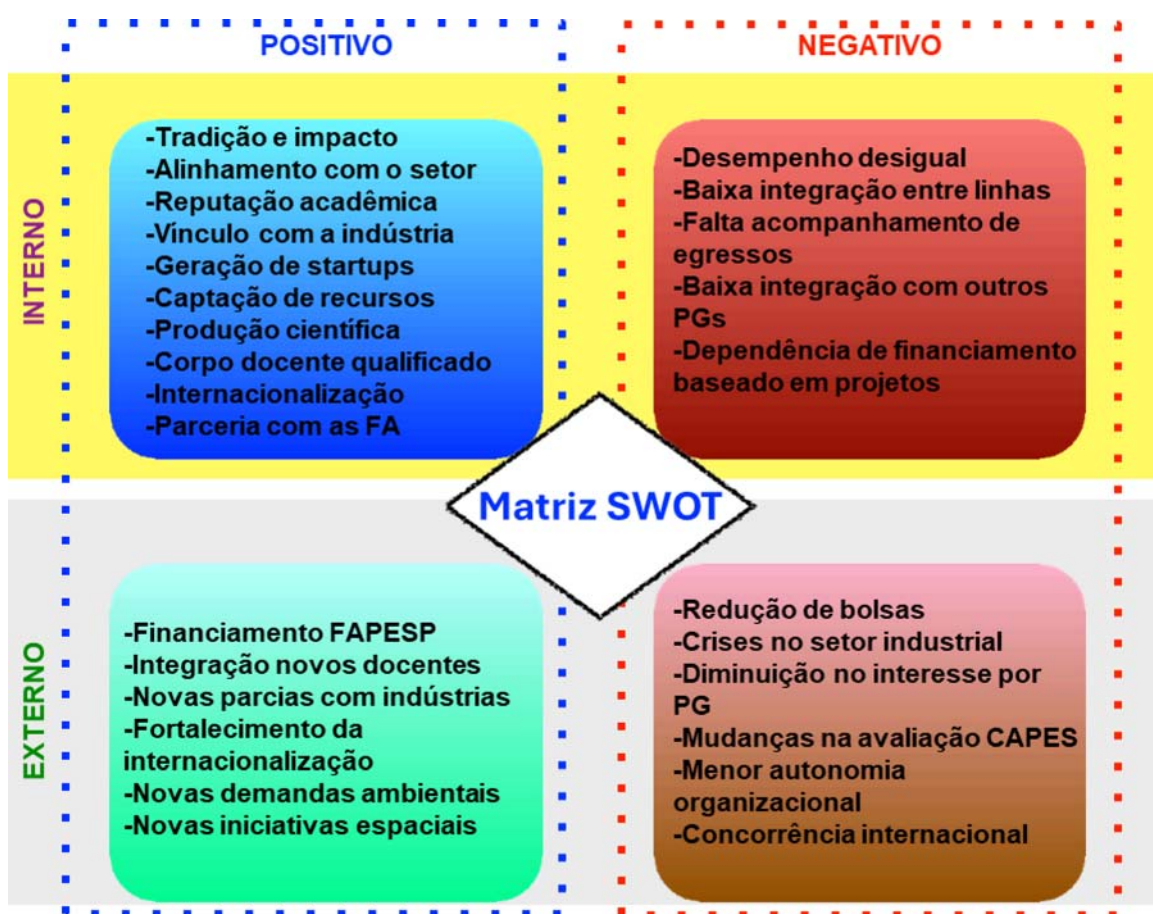 POSITIVO
NEGATIVO
INTERNO
-Tradição e impacto
-Alinhamento com o setor
-Reputação acadêmica
-Vínculo com a indústria
-Geração de startups
-Captação de recursos
-Produção científica
-Corpo docente qualificado
-Internacionalização
-Parceria com as FA
-Desempenho desigual
-Baixa integração entre linhas
-Falta acompanhamento de
egressos
-Baixa integração com outros
PGs
-Dependência de financiamento
baseado em projetos
Matriz SWOT
EXTERNO
-Financiamento FAPESP
-Integração novos docentes
-Novas parcias com indústrias
-Fortalecimento da
internacionalização
-Novas demandas ambientais
-Novas iniciativas espaciais
-Redução de bolsas
-Crises no setor industrial
-Diminuição no interesse por
PG
-Mudanças na avaliação CAPES
-Menor autonomia
organizacional
-Concorrência internacional